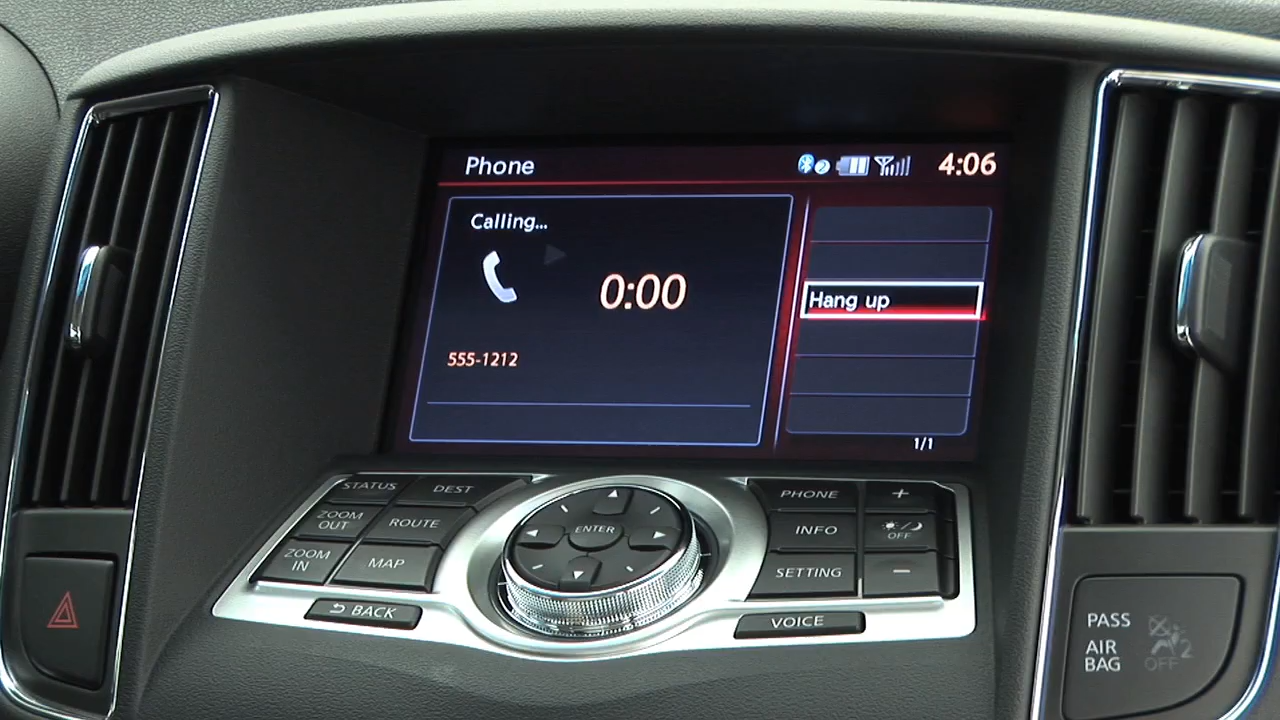 Phone
4:06
Calling...
0:00
Hang up
555-1212
1/1
STATUS
DEST
PHONE
+
ZOOM
OUT
ROUTE
ENTER
INFO
OFF
ZOOM
IN
MAP
SETTING
−
BACK
VOICE
PASS
AIR
BAG
OFF
2